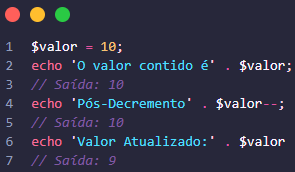 1 $valor = 10;
2 echo 'O valor contido é' . $valor;
3 // Saída: 10
4 echo 'Pós-Decremento' . $valor--;
5 // Saída: 10
6 echo 'Valor Atualizado:' . $valor
7 // Saída: 9